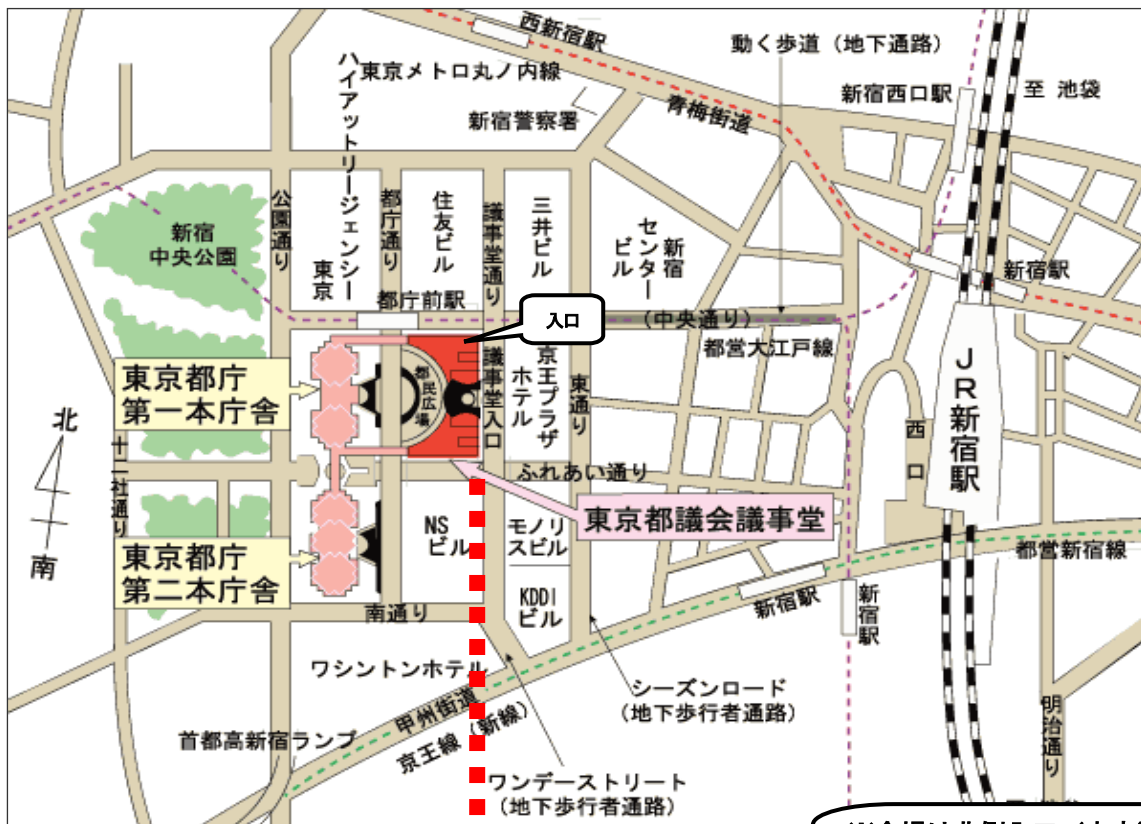 西新宿駅
動く歩道（地下通路）
東京メトロ丸ノ内線
新宿西口駅
至 池袋
新宿警察署
青梅街道
ハイアットリージェンシー
東京
公園通り
都庁通り
住友ビル
議事堂通り
三井ビル
新宿
センター
ビル
新宿
中央公園
新宿駅
都庁前駅
入口
（中央通り）
都営大江戸線
東京都庁
第一本庁舎
都民広場
議事堂入口
京王プラザ
ホテル
東通り
JR新宿駅
西口
北
南
十二社通り
ふれあい通り
東京都議会議事堂
NS
ビル
モノリ
スビル
東京都庁
第二本庁舎
都営新宿線
KDDI
ビル
新宿駅
新宿駅
南通り
ワシントンホテル
シーズンロード
（地下歩行者通路）
甲州街道
京王線（新線）
首都高新宿ランプ
明治通り
ワンデーストリート
（地下歩行者通路）